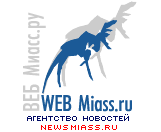 ВЕБ Миасс.ру
WEB Miass.ru
АГЕНТСТВО НОВОСТЕЙ
NEWSMIASS.RU